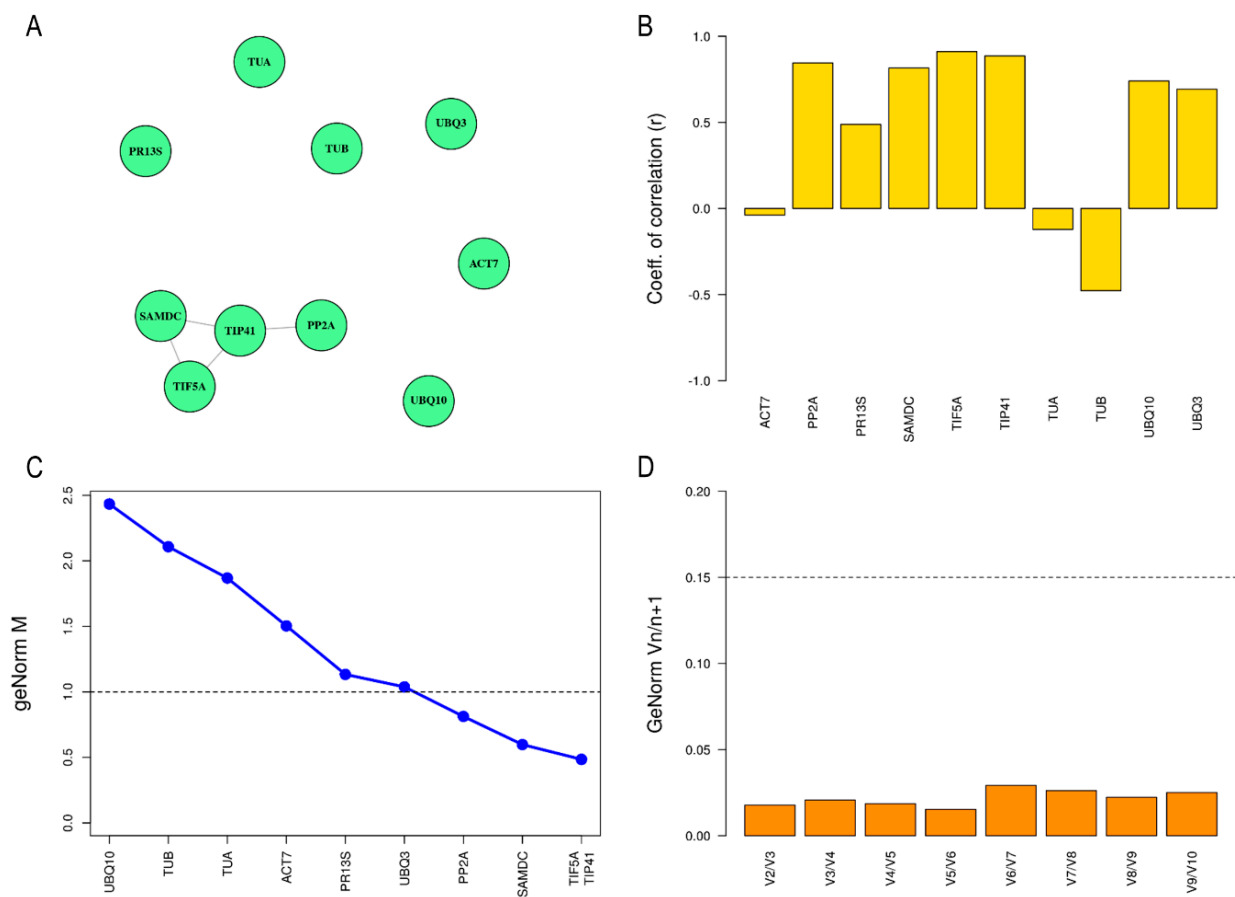 A
TUA
UBQ3
PR13S
TUB
ACT7
SAMDC
TIP41
PP2A
TIF5A
UBQ10
B
Coeff. of correlation (r)
1.0
0.5
0.0
-0.5
-1.0
ACT7
PP2A
PR13S
SAMDC
TIF5A
TIP41
TUA
TUB
UBQ10
UBQ3
C
geNorm M
2.5
2.0
1.5
1.0
0.5
0.0
UBQ10
TUB
TUA
ACT7
PR13S
UBQ3
PP2A
SAMDC
TIF5A
TIP41
D
GeNorm Vn/n+1
0.20
0.15
0.10
0.05
0.00
V2/V3
V3/V4
V4/V5
V5/V6
V6/V7
V7/V8
V8/V9
V9/V10